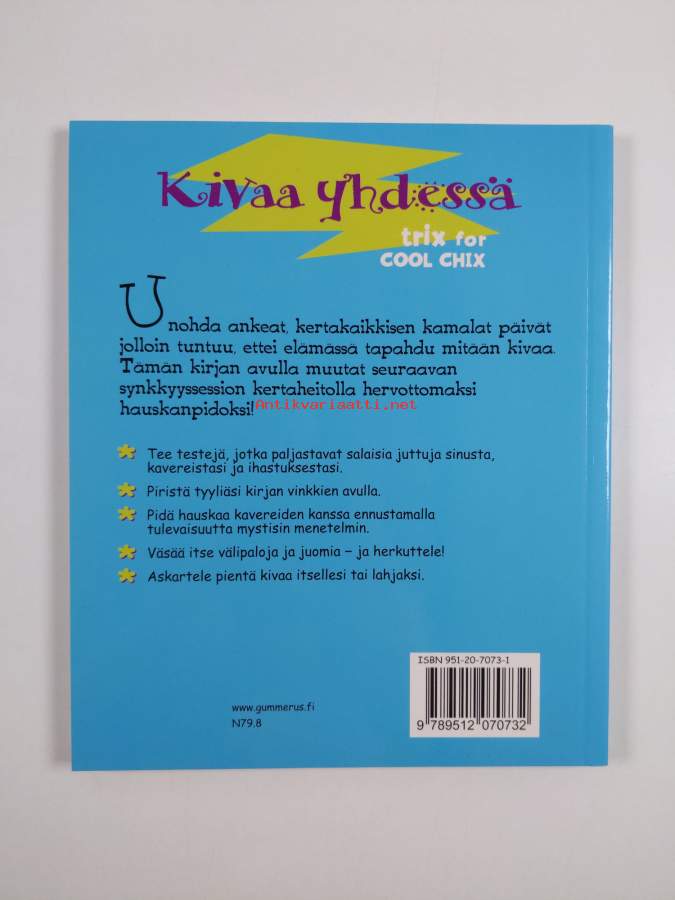 Kivaa yhdessä
trix for
COOL CHIX
Unohda ankeat, kertakaikkisen kamalat päivät
jolloin tuntuu, ettei elämässä tapahdu mitään kivaa.
Tämän kirjan avulla muutat seuraavan
synkkyyssession kertaheitolla hervottomaksi
hauskanpidoksi!
Antikvariaatti.net
Tee testejä, jotka paljastavat salaisia juttuja sinusta,
kavereistasi ja ihastuksestasi.
Piristä tyyliäsi kirjan vinkkien avulla.
Pidä hauskaa kavereiden kanssa ennustamalla
tulevaisuutta mystisin menetelmin.
Väsää itse välipaloja ja juomia – ja herkuttele!
Askartele pientä kivaa itsellesi tai lahjaksi.
ISBN 951-20-7073-1
9 789512 070732
www.gummerus.fi
N79.8